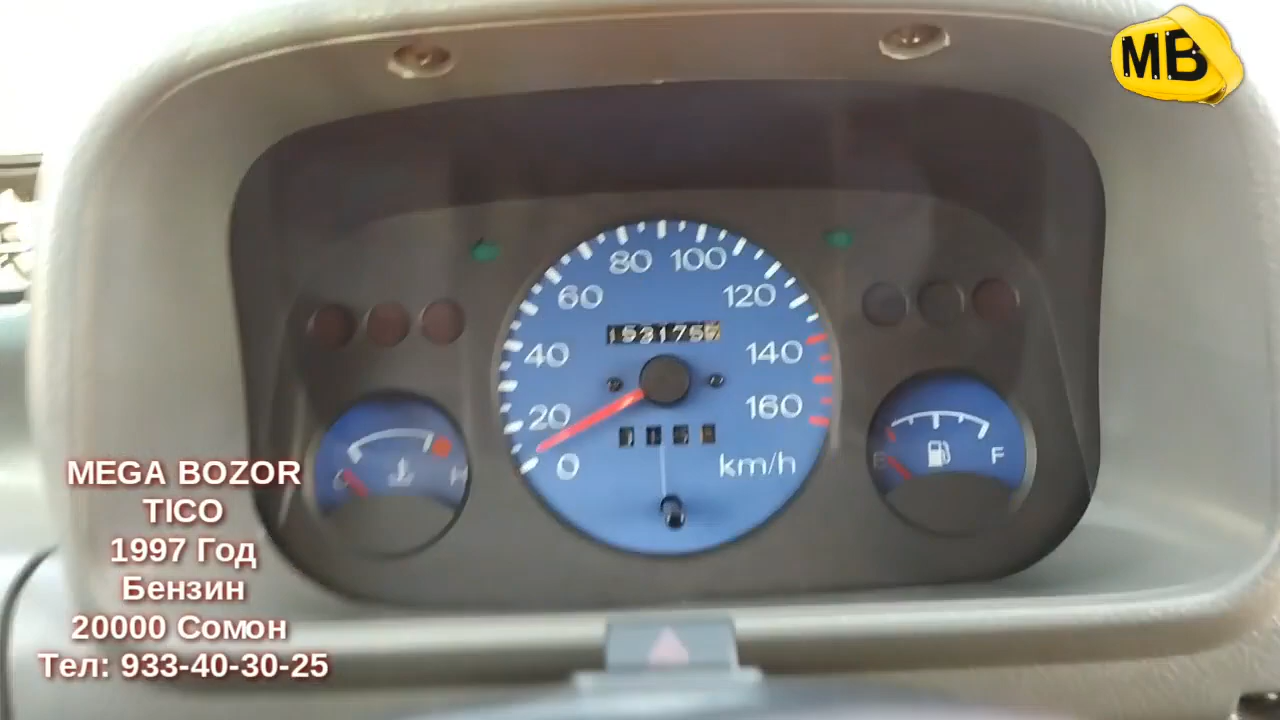 MB
80 100
60 120
40 140
20 160
0 km/h
H
E F
MEGA BOZOR
TICO
1997 Год
Бензин
20000 Сомон
Тел: 933-40-30-25